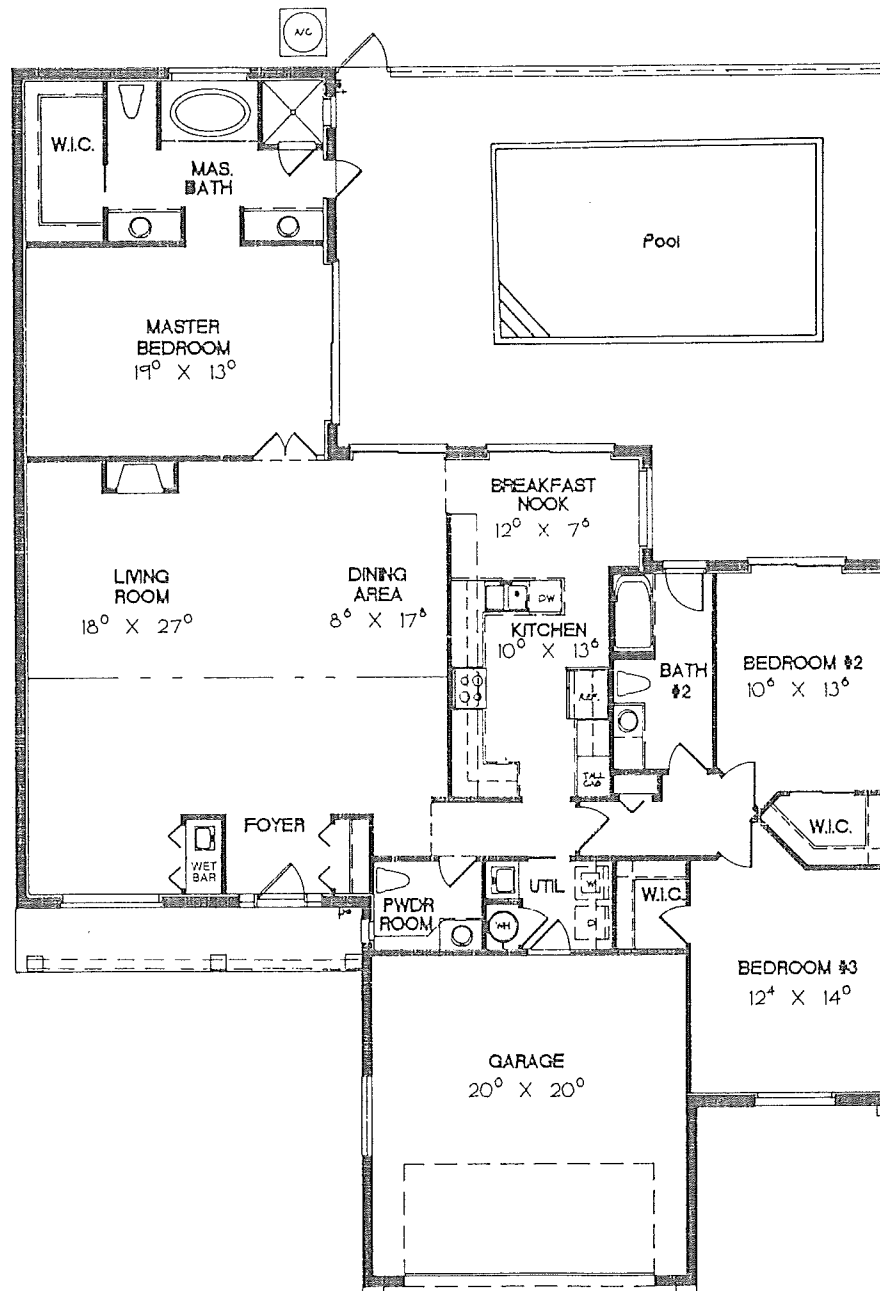 A/C
W.I.C.
MAS.
BATH
Pool
MASTER
BEDROOM
19⁰ X 13⁰
BREAKFAST
NOOK
12⁰ X 7⁶
LIVING
ROOM
18⁰ X 27⁰
DINING
AREA
8⁶ X 17⁶
DW
KITCHEN
10⁰ X 13⁶
REF.
BATH
#2
BEDROOM #2
10⁶ X 13⁶
TALL
CAB
FOYER
WET
BAR
W.I.C.
PWDR
ROOM
UTIL
W
D
WH
W.I.C.
BEDROOM #3
12⁴ X 14⁰
GARAGE
20⁰ X 20⁰